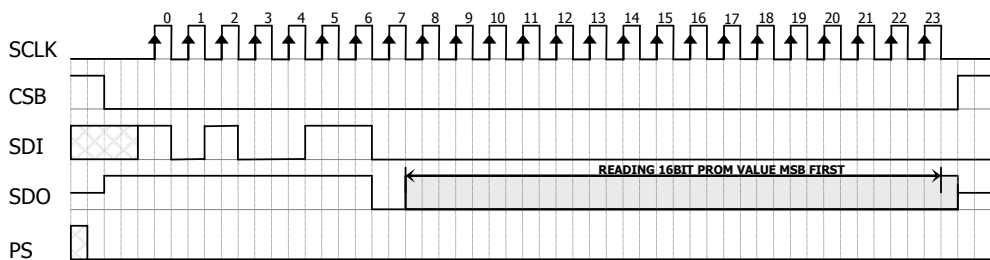 0 1 2 3 4 5 6 7 8 9 10 11 12 13 14 15 16 17 18 19 20 21 22 23
SCLK
CSB
SDI
READING 16BIT PROM VALUE MSB FIRST
SDO
PS